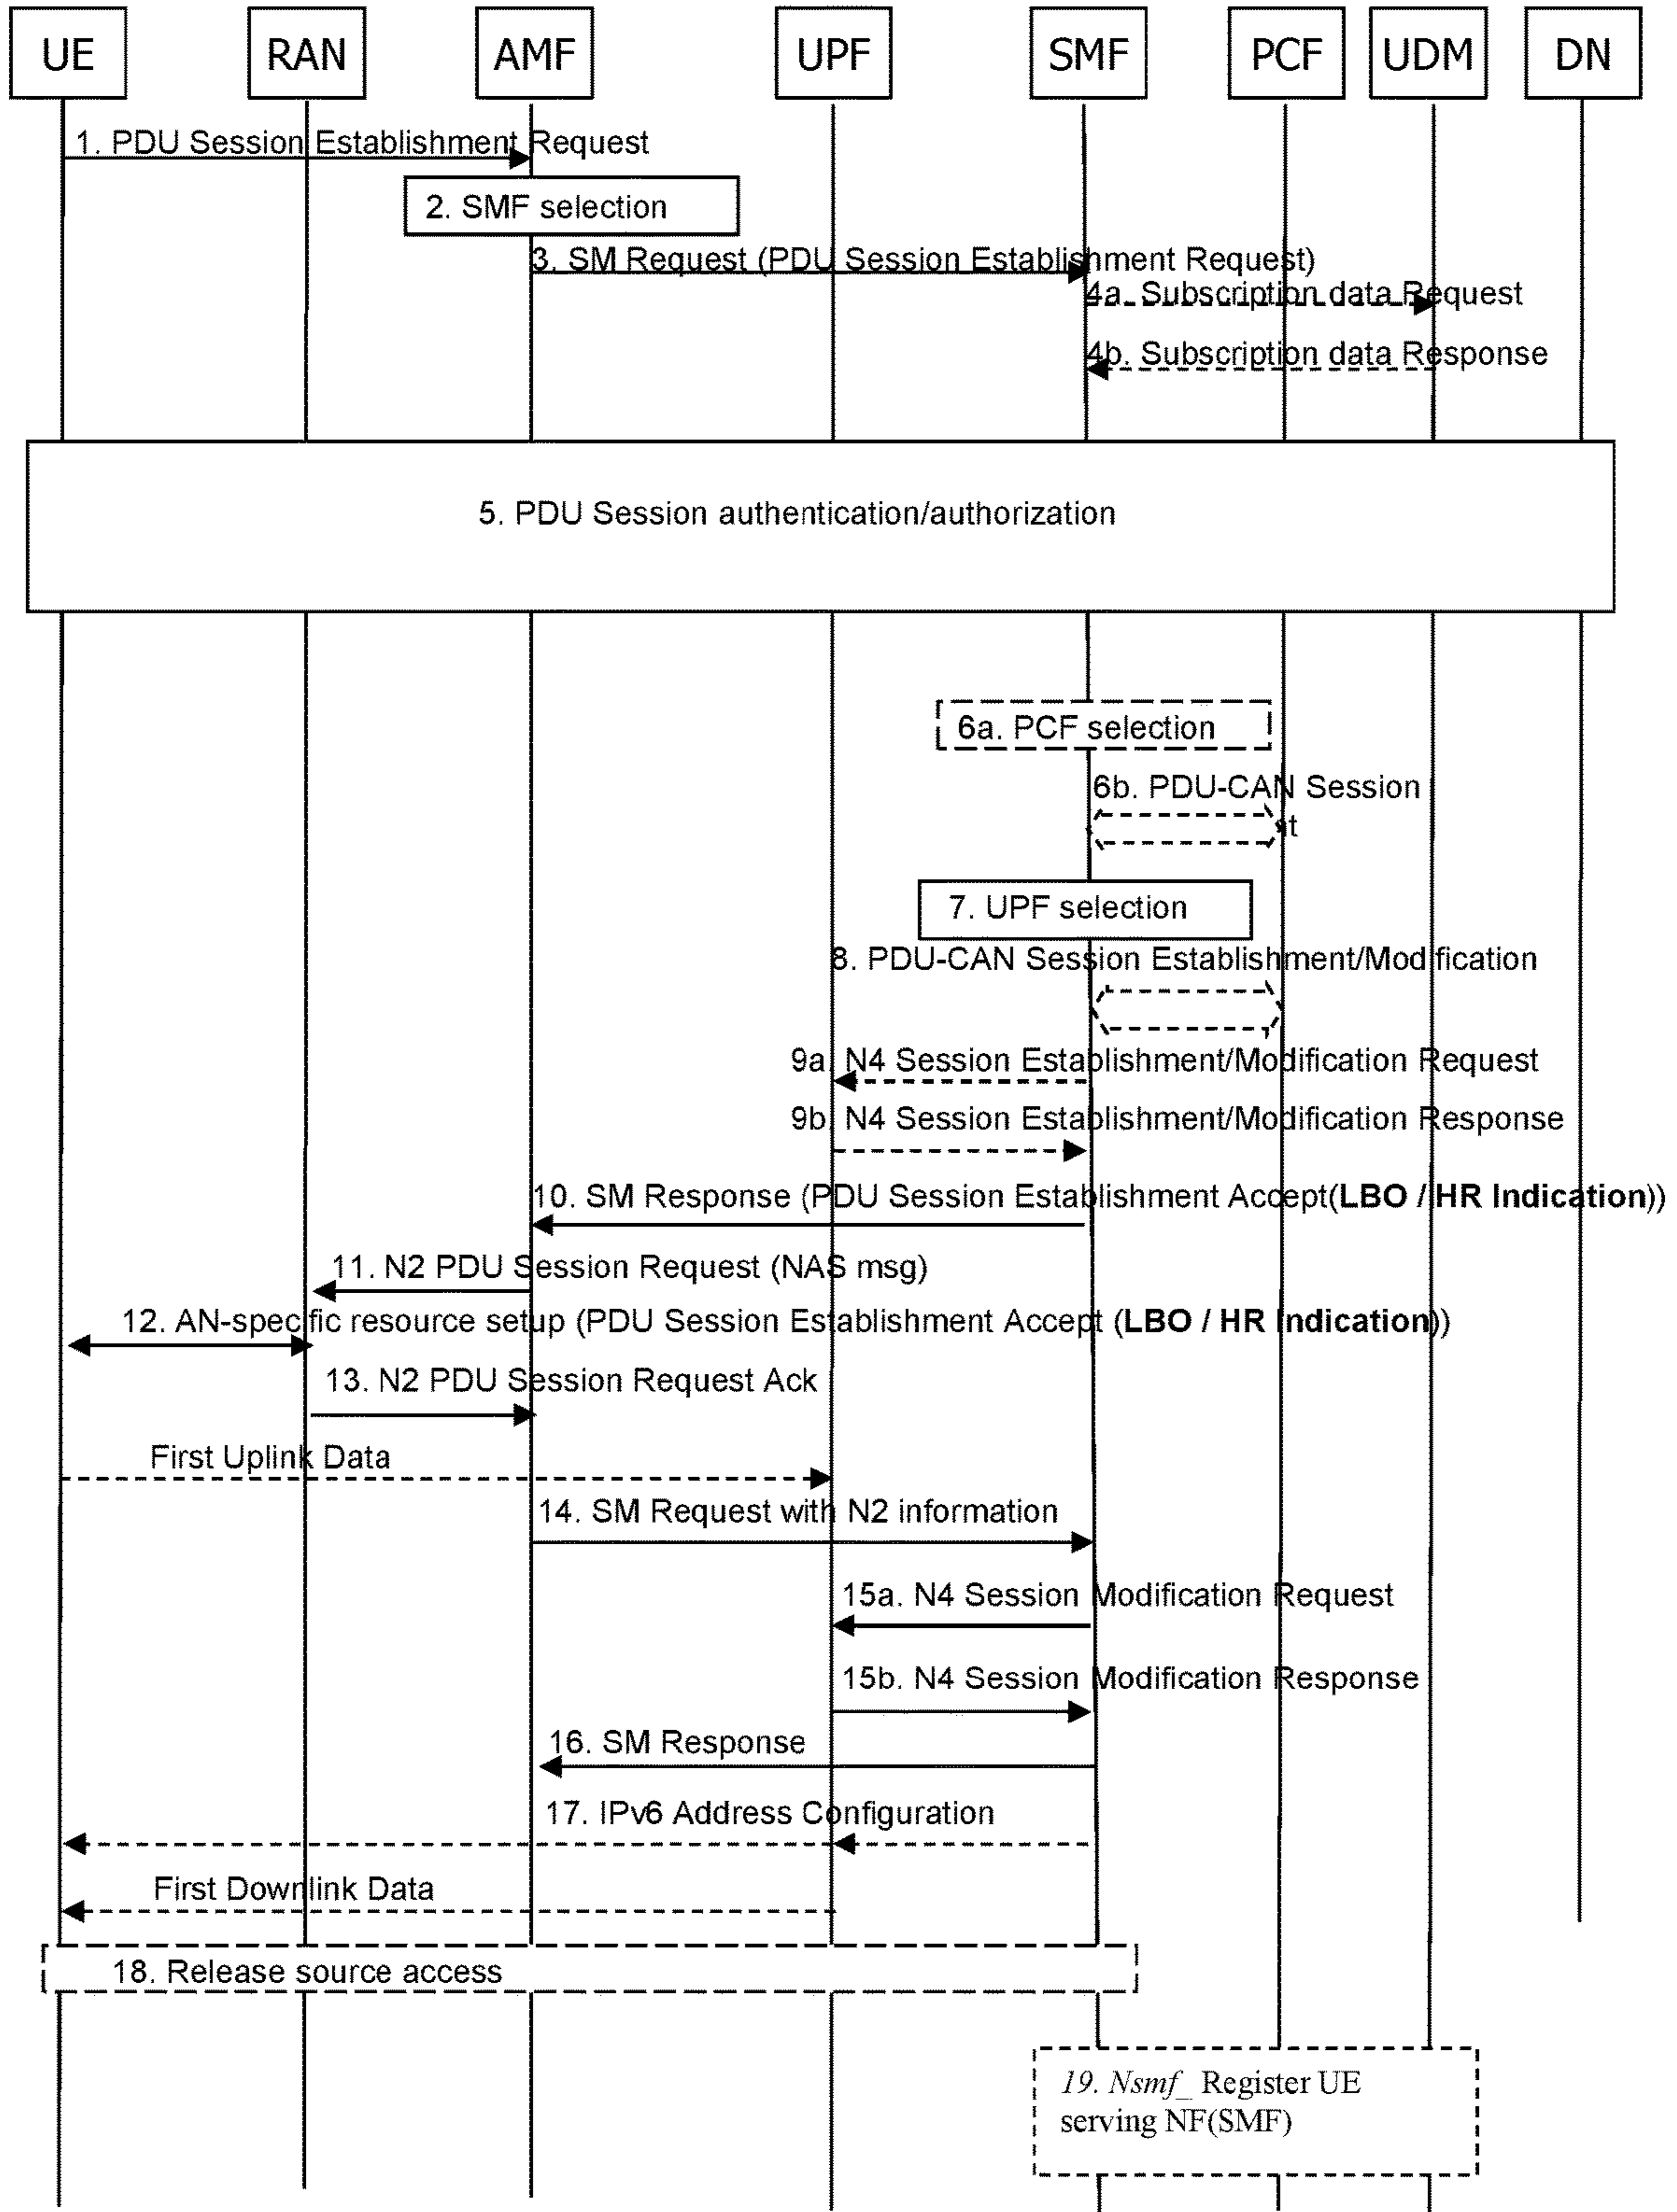 UE RAN AMF UPF SMF PCF UDM DN
1. PDU Session Establishment Request
2. SMF selection
3. SM Request (PDU Session Establishment Request)
4a. Subscription data Request
4b. Subscription data Response
5. PDU Session authentication/authorization
6a. PCF selection
6b. PDU-CAN Session
t
7. UPF selection
8. PDU-CAN Session Establishment/Modification
9a. N4 Session Establishment/Modification Request
9b. N4 Session Establishment/Modification Response
10. SM Response (PDU Session Establishment Accept(LBO / HR Indication))
11. N2 PDU Session Request (NAS msg)
12. AN-specific resource setup (PDU Session Establishment Accept (LBO / HR Indication))
13. N2 PDU Session Request Ack
First Uplink Data
14. SM Request with N2 information
15a. N4 Session Modification Request
15b. N4 Session Modification Response
16. SM Response
17. IPv6 Address Configuration
First Downlink Data
18. Release source access
19. Nsmf_ Register UE
serving NF(SMF)